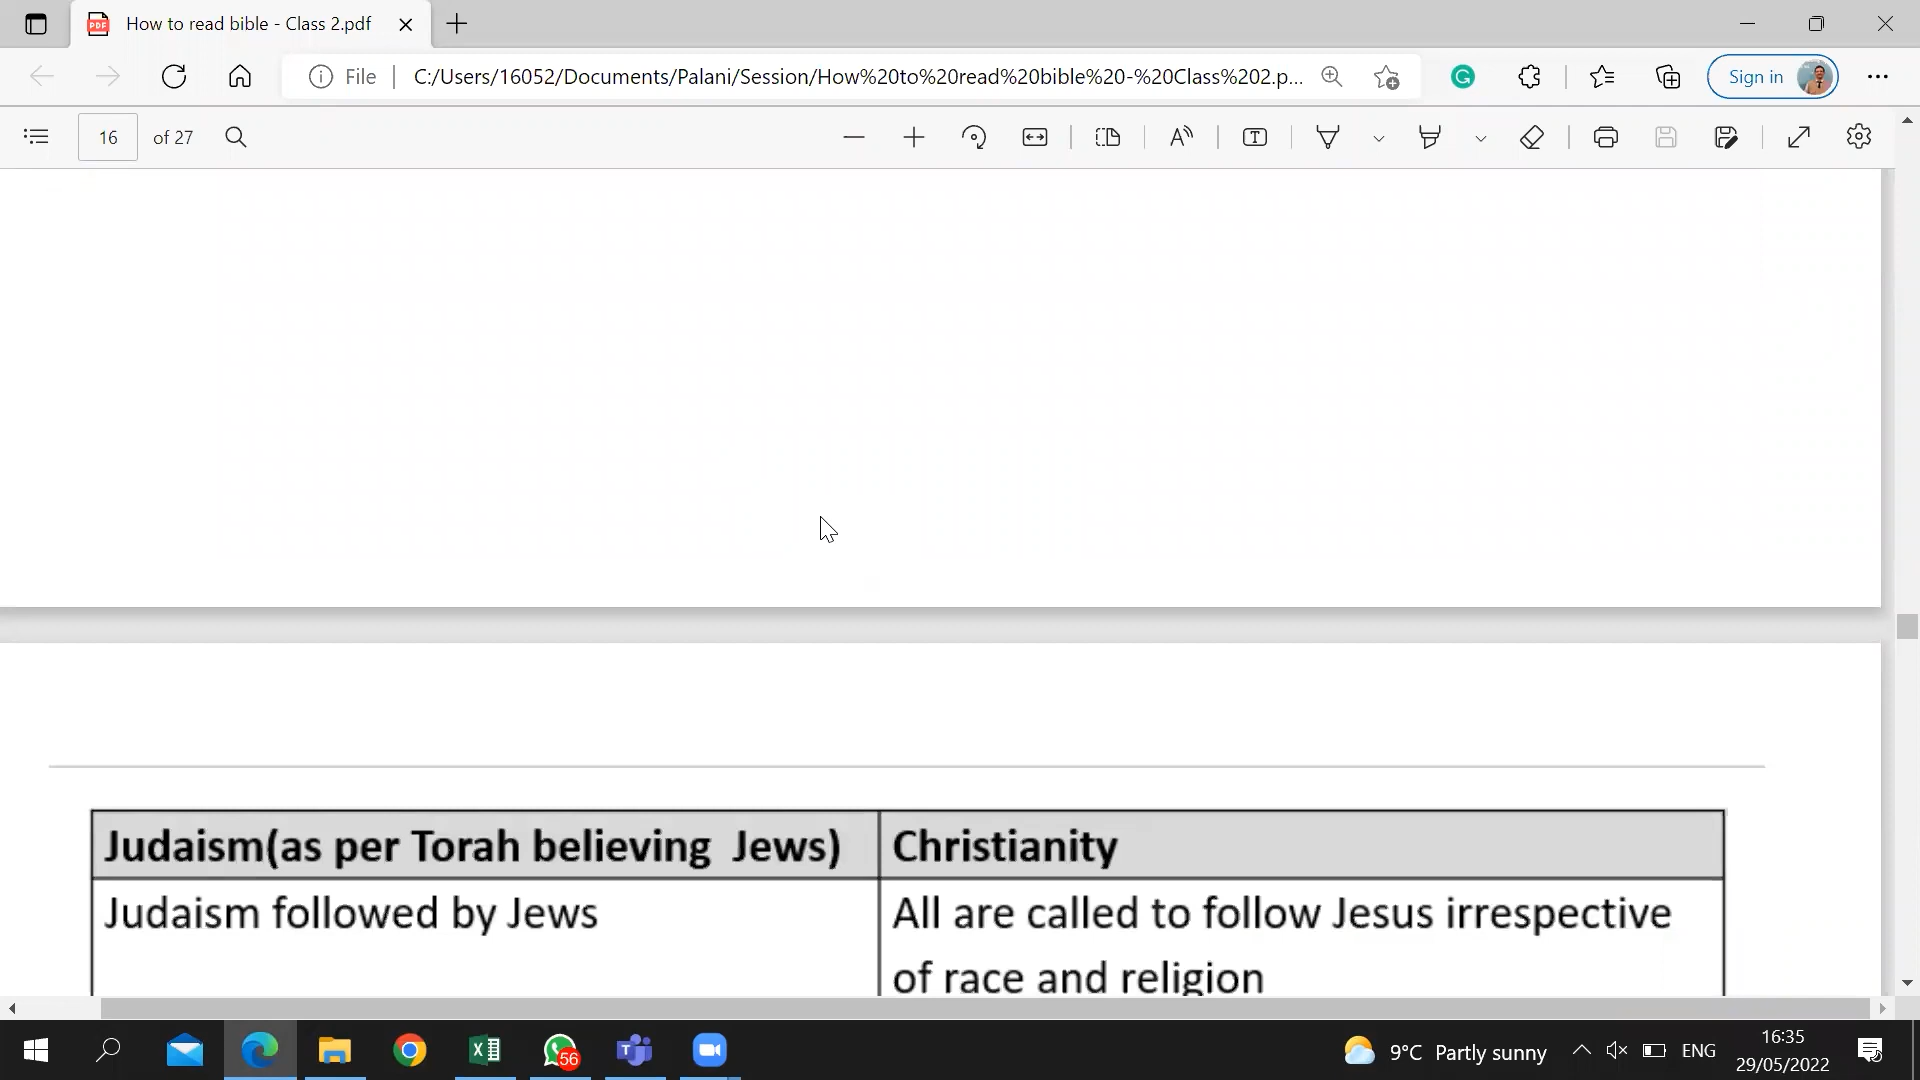 How to read bible - Class 2.pdf
File
C:/Users/16052/Documents/Palani/Session/How%20to%20read%20bible%20-%20Class%202.p...
Sign in
16 of 27
Judaism(as per Torah believing Jews)
Christianity
Judaism followed by Jews
All are called to follow Jesus irrespective
of race and religion
56
9°C Partly sunny
ENG
16:35
29/05/2022